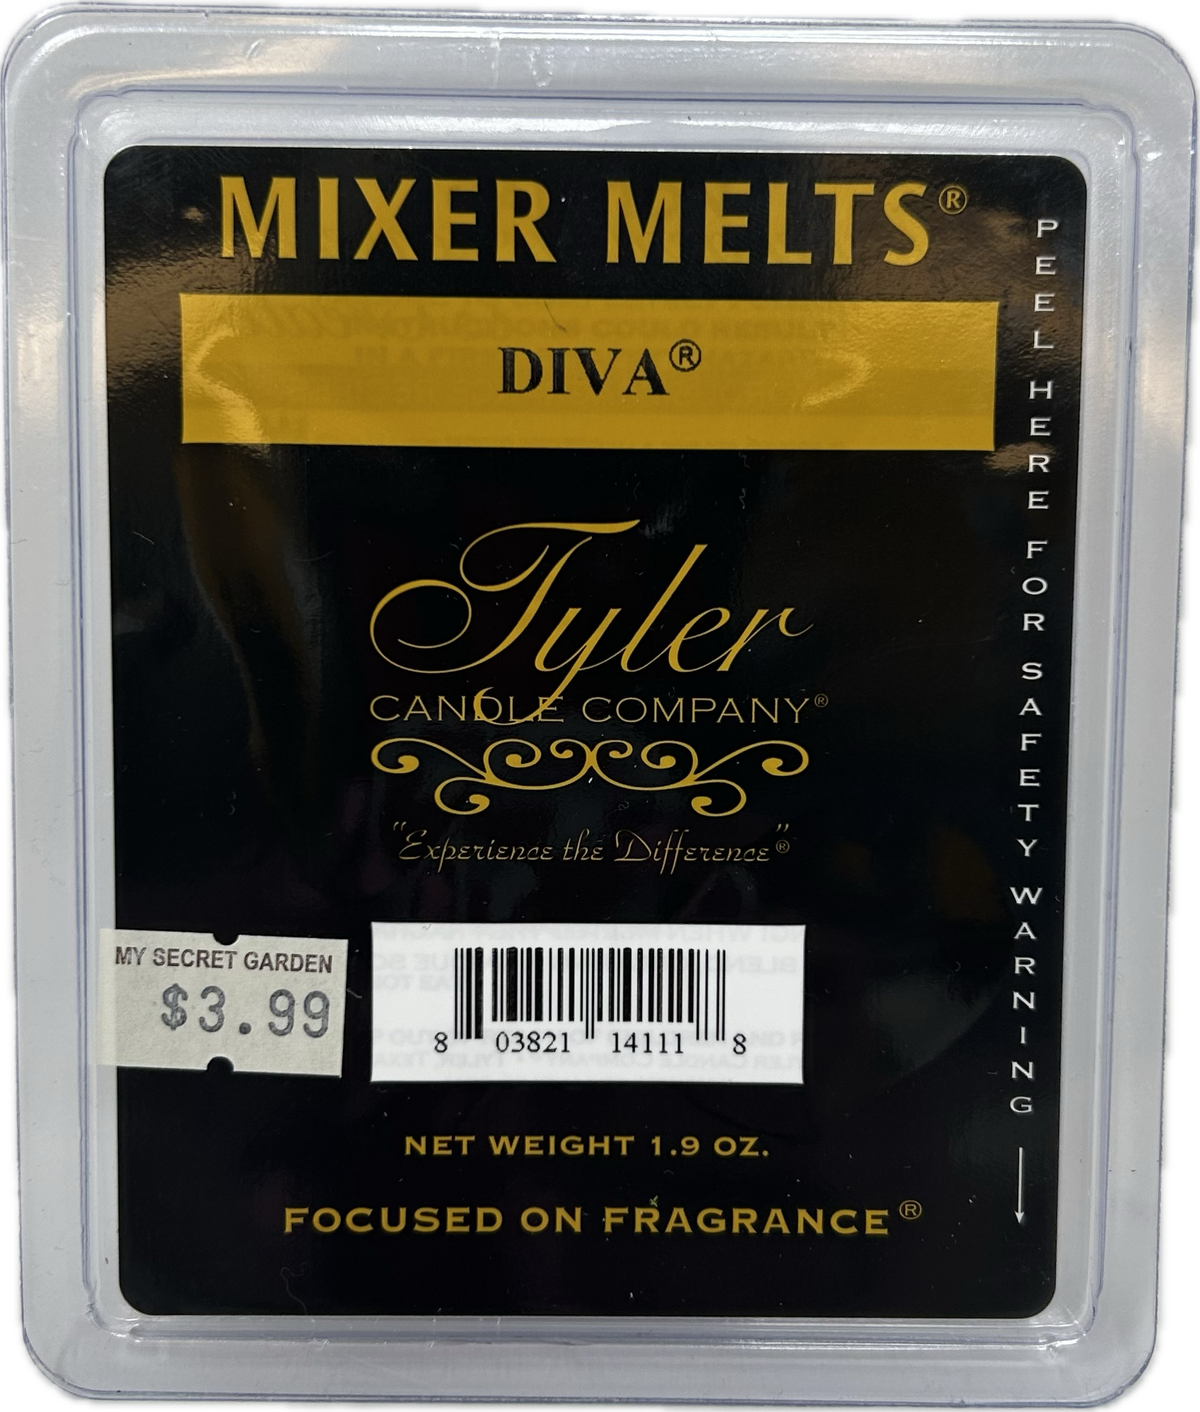 MIXER MELTS®
DIVA®
Tyler
CANDLE COMPANY®
"Experience the Difference"®
MY SECRET GARDEN
$3.99
8 03821 14111 8
NET WEIGHT 1.9 OZ.
FOCUSED ON FRAGRANCE®
PEEL HERE FOR SAFETY WARNING